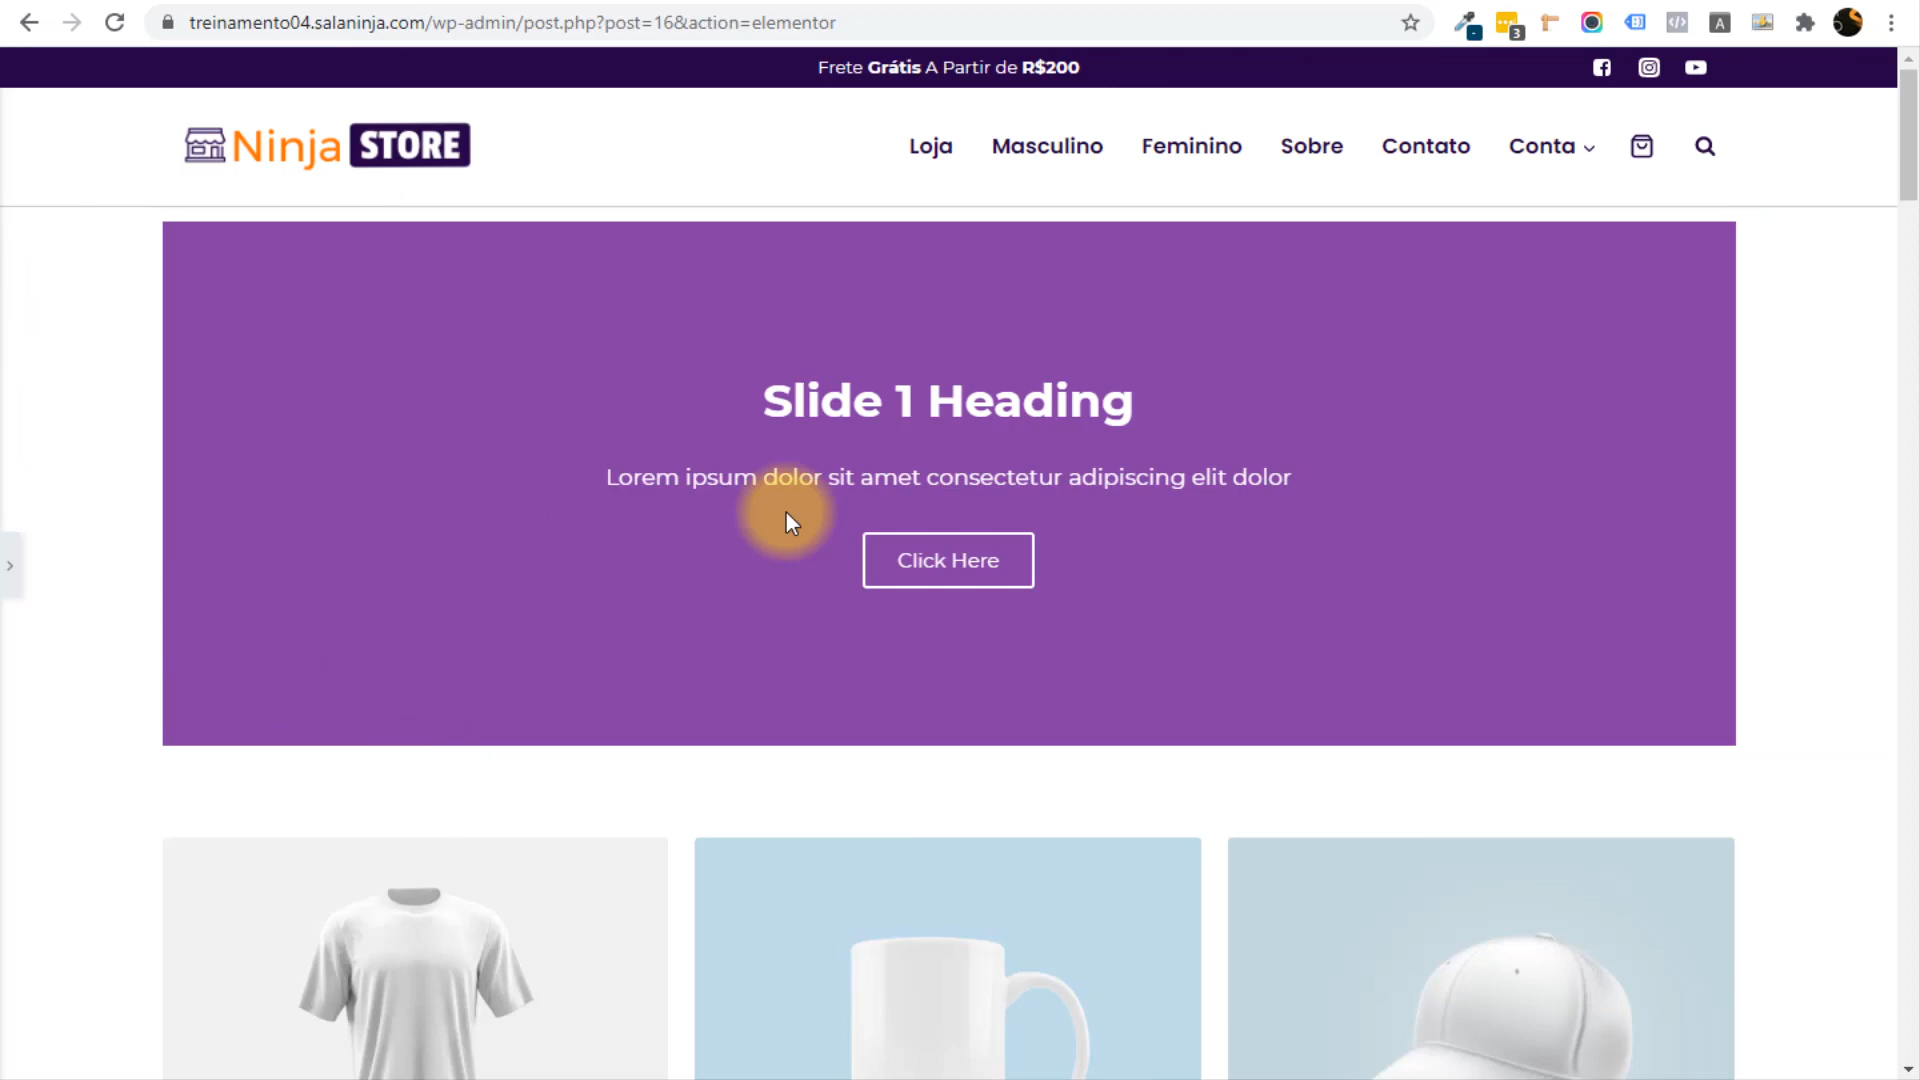 treinamento04.salaninja.com/wp-admin/post.php?post=16&action=elementor
3
A
Frete Grátis A Partir de R$200
Ninja STORE
Loja
Masculino
Feminino
Sobre
Contato
Conta
Slide 1 Heading
Lorem ipsum dolor sit amet consectetur adipiscing elit dolor
Click Here